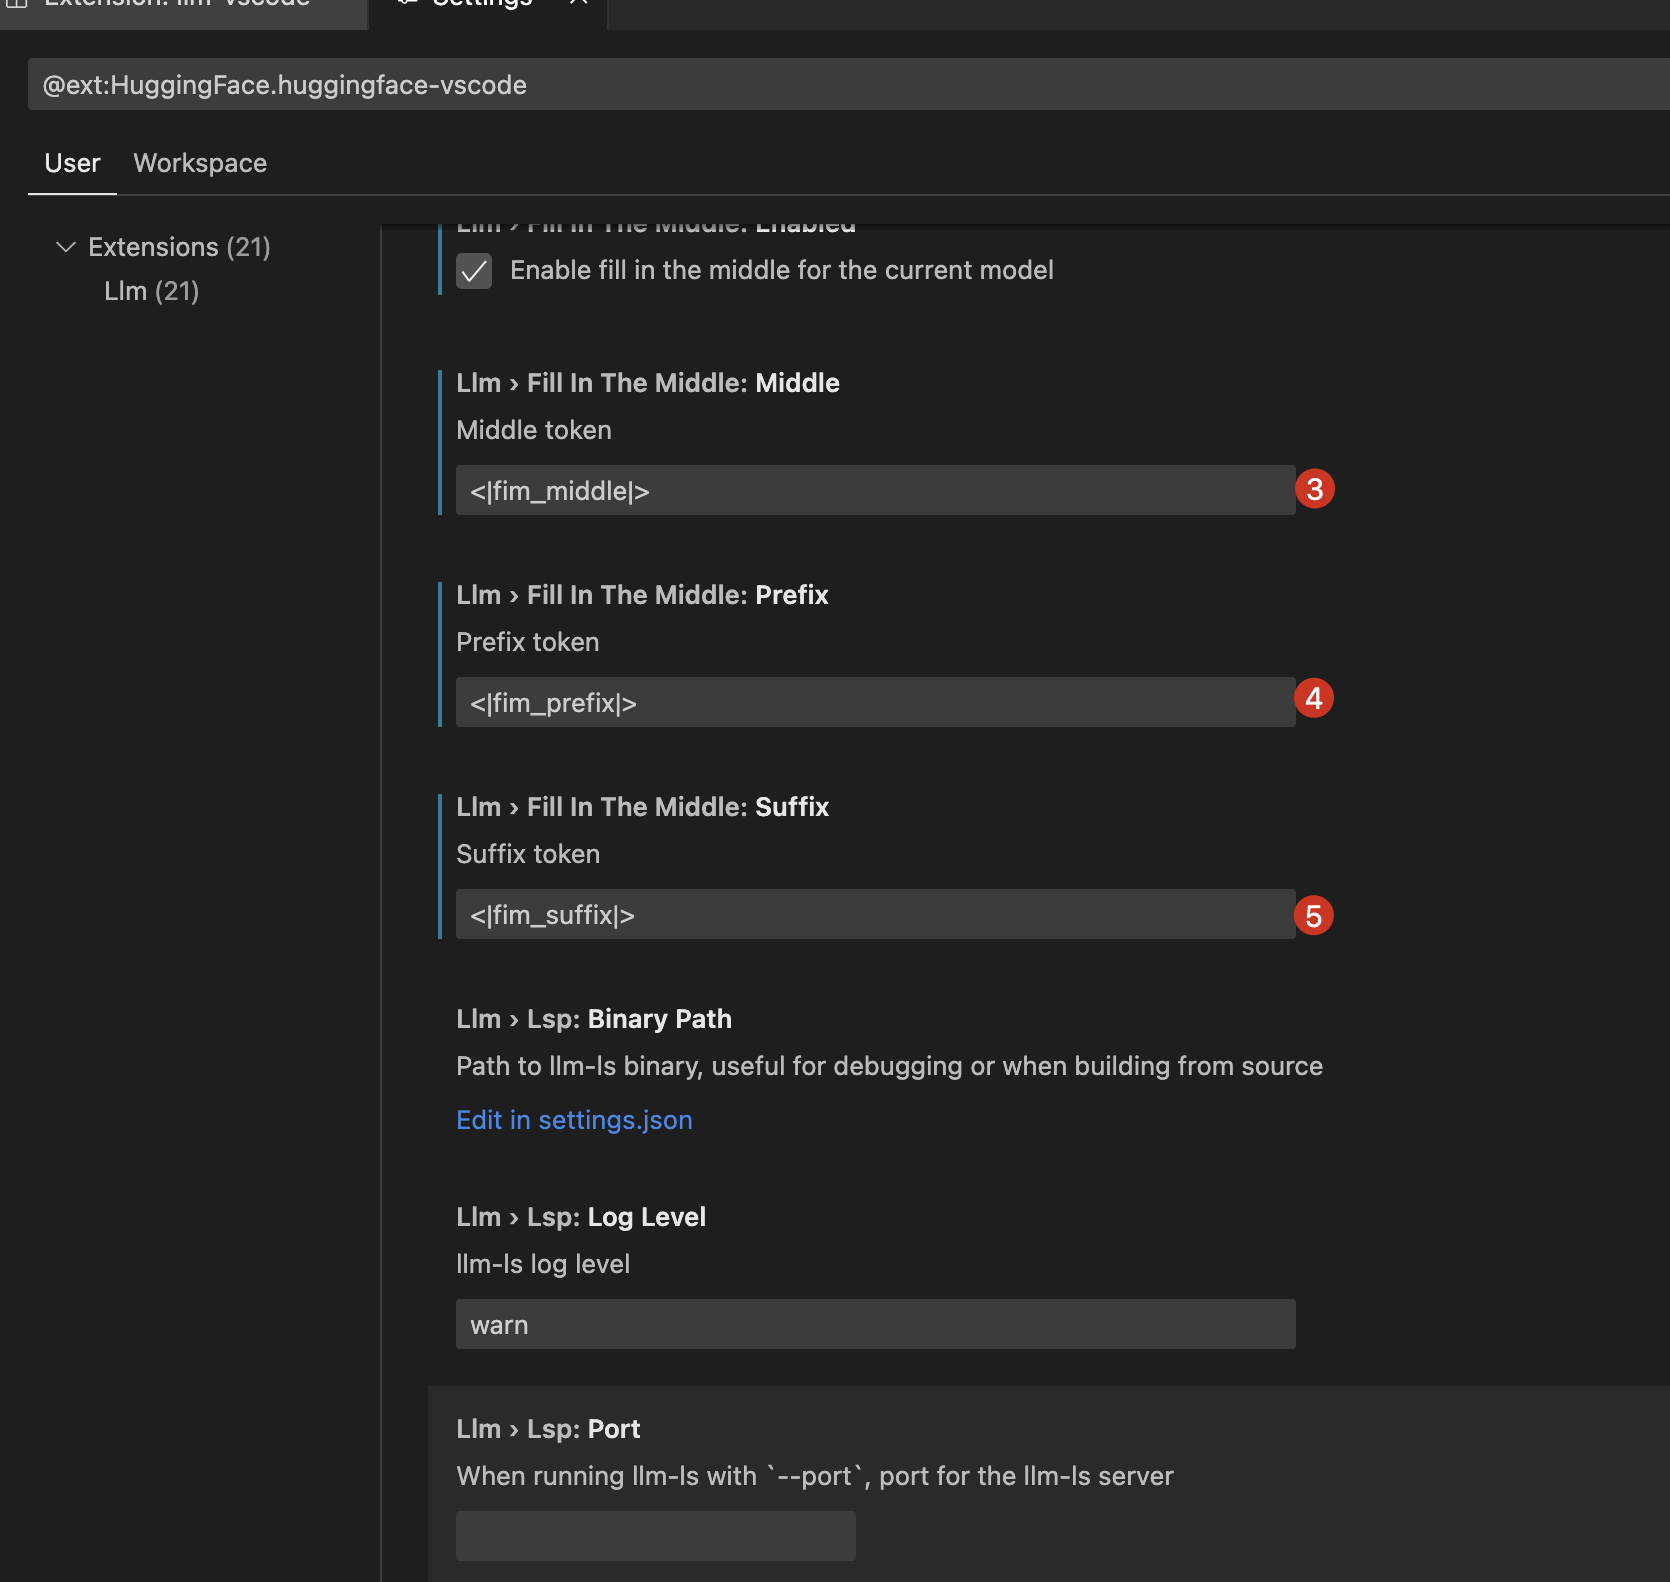 Extension: llm-vscode
Settings
@ext:HuggingFace.huggingface-vscode
User Workspace
Extensions (21)
Llm (21)
Llm › Fill In The Middle: Enabled
Enable fill in the middle for the current model
Llm › Fill In The Middle: Middle
Middle token
<|fim_middle|>
3
Llm › Fill In The Middle: Prefix
Prefix token
<|fim_prefix|>
4
Llm › Fill In The Middle: Suffix
Suffix token
<|fim_suffix|>
5
Llm › Lsp: Binary Path
Path to llm-ls binary, useful for debugging or when building from source
Edit in settings.json
Llm › Lsp: Log Level
llm-ls log level
warn
Llm › Lsp: Port
When running llm-ls with `--port`, port for the llm-ls server